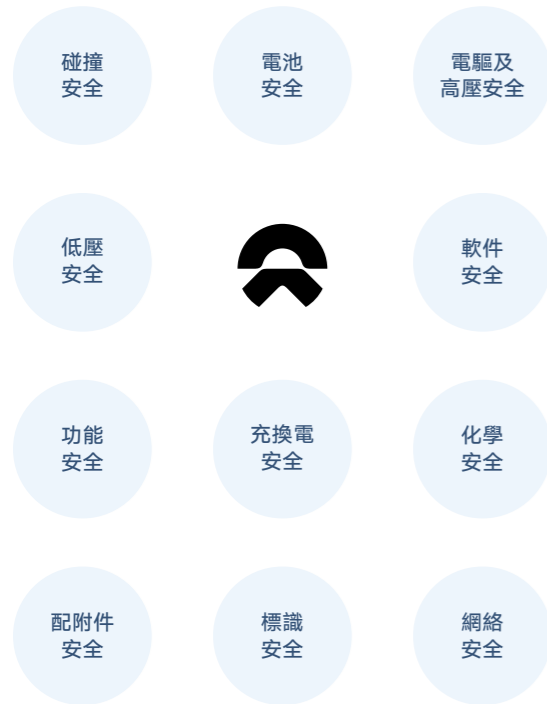 碰撞
安全
電池
安全
電驅及
高壓安全
低壓
安全
軟件
安全
功能
安全
充換電
安全
化學
安全
配附件
安全
標識
安全
網絡
安全